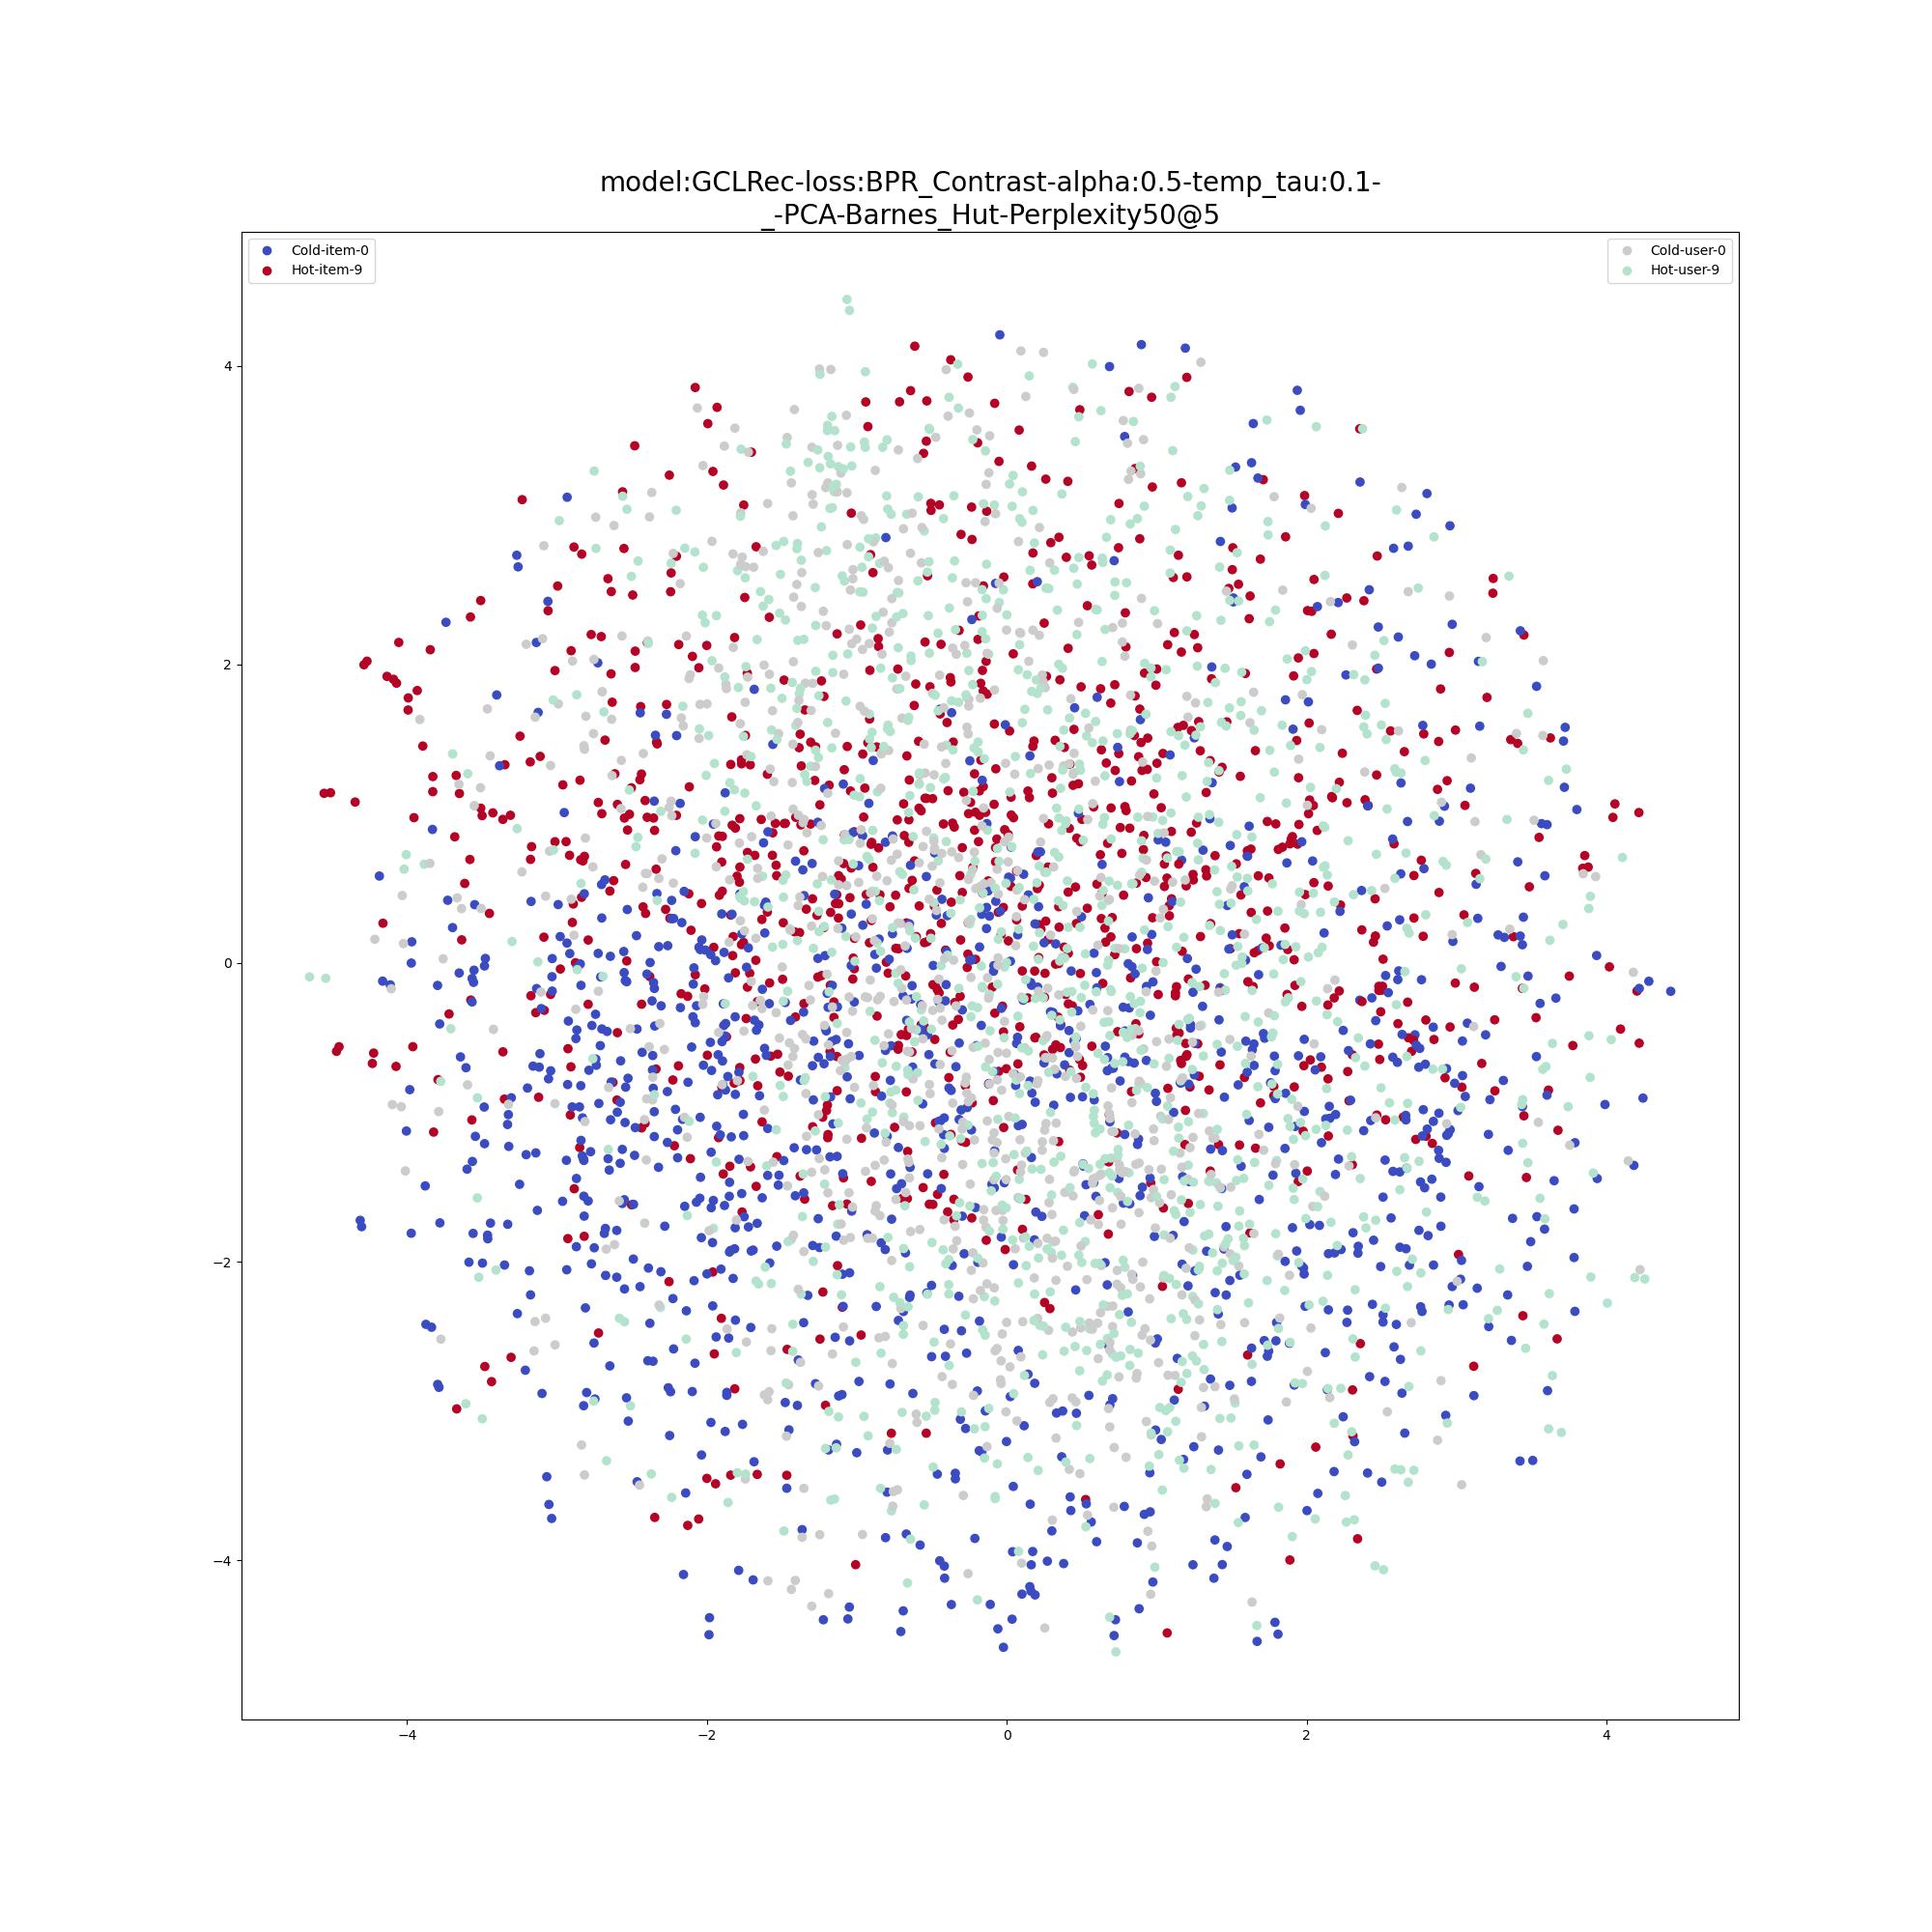 model:GCLRec-loss:BPR_Contrast-alpha:0.5-temp_tau:0.1-
_-PCA-Barnes_Hut-Perplexity50@5
Cold-item-0
Hot-item-9
Cold-user-0
Hot-user-9
4
2
0
−2
−4
−4
−2
0
2
4